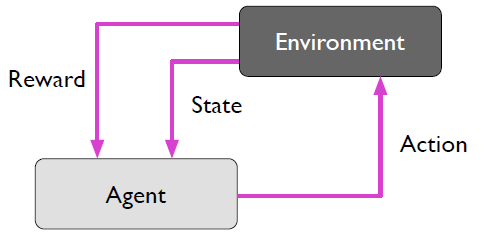 Environment
Reward
State
Action
Agent